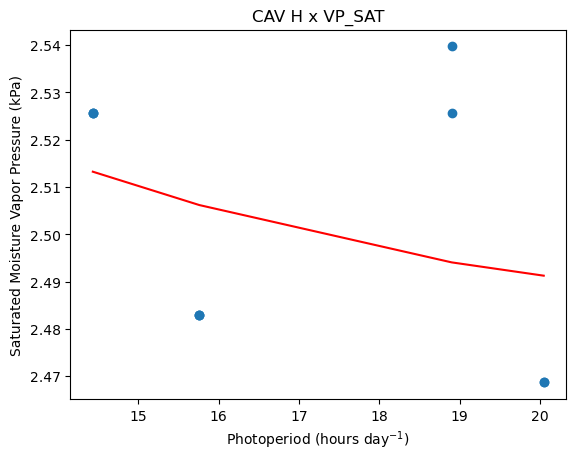 CAV H x VP_SAT
Saturated Moisture Vapor Pressure (kPa)
2.54
2.53
2.52
2.51
2.50
2.49
2.48
2.47
15 16 17 18 19 20
Photoperiod (hours day⁻¹)